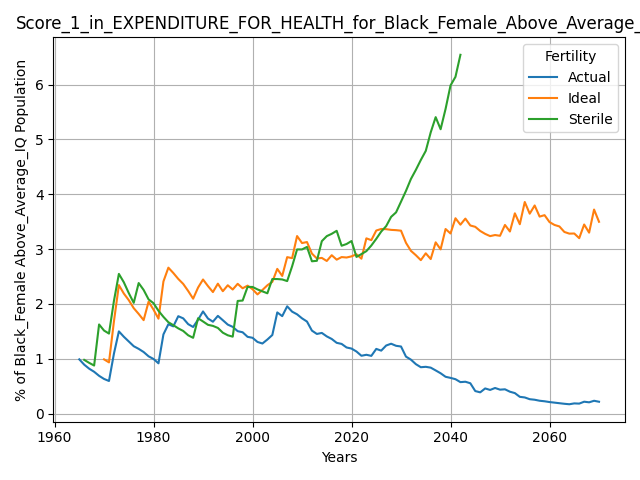 Score_1_in_EXPENDITURE_FOR_HEALTH_for_Black_Female_Above_Average_
% of Black_Female Above_Average_IQ Population
6
5
4
3
2
1
0
1960
1980
2000
2020
2040
2060
Years
Fertility
Actual
Ideal
Sterile